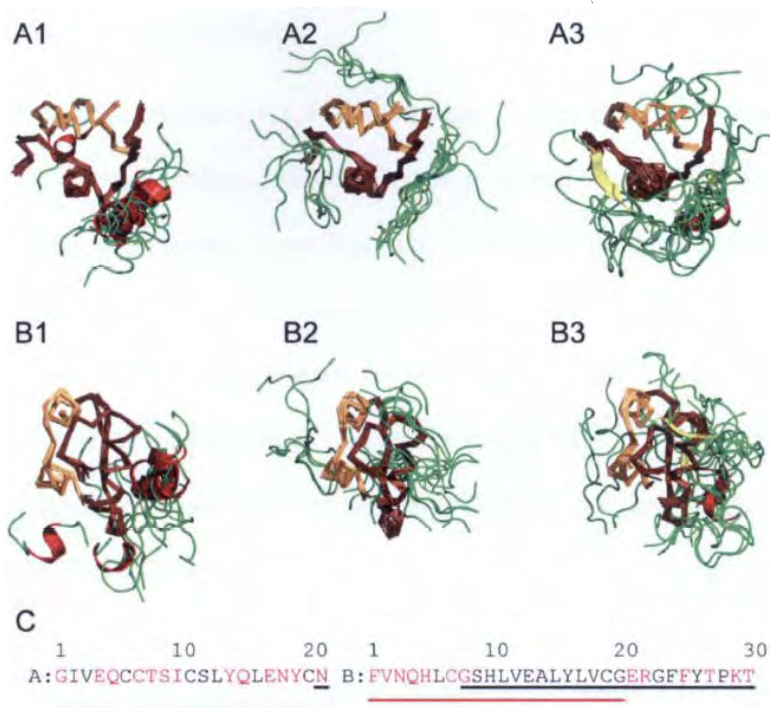 A1 A2 A3
B1 B2 B3
C
1 10 20 1 10 20 30
A:GIVEQCCTSICSLYQLENYCN B:FVNQHLCGSHLVEALYLVCGERGFFYTPKT